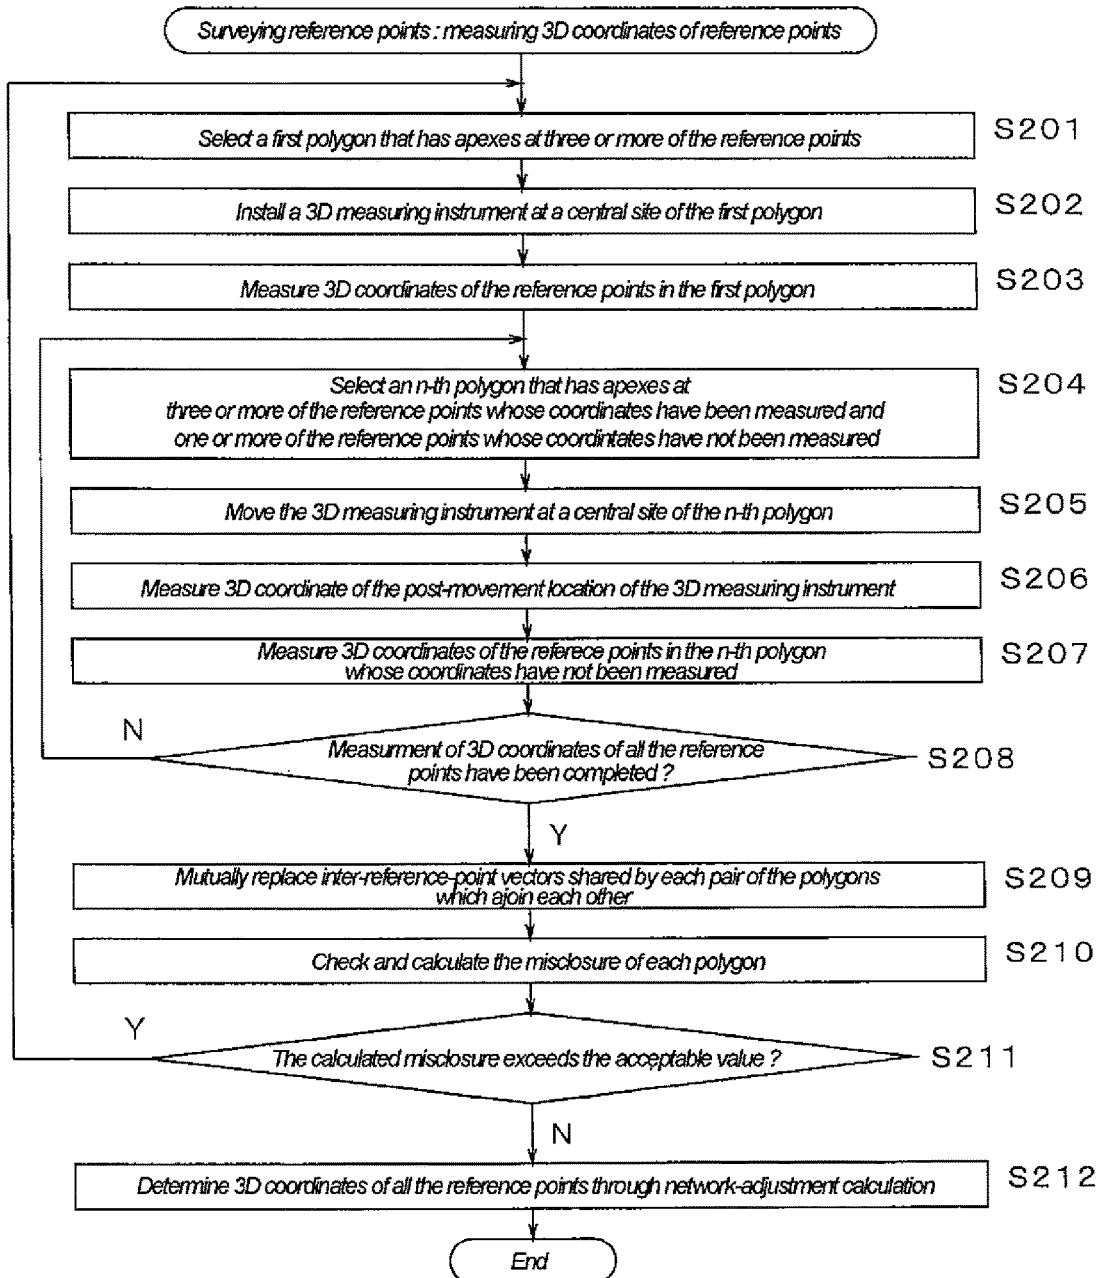 Surveying reference points : measuring 3D coordinates of reference points
Select a first polygon that has apexes at three or more of the reference points
S201
Install a 3D measuring instrument at a central site of the first polygon
S202
Measure 3D coordinates of the reference points in the first polygon
S203
Select an n-th polygon that has apexes at
three or more of the reference points whose coordinates have been measured and
one or more of the reference points whose coordintates have not been measured
S204
Move the 3D measuring instrument at a central site of the n-th polygon
S205
Measure 3D coordinate of the post-movement location of the 3D measuring instrument
S206
Measure 3D coordinates of the referece points in the n-th polygon
whose coordinates have not been measured
S207
N
Measurment of 3D coordinates of all the reference
points have been completed ?
S208
Y
Mutually replace inter-reference-point vectors shared by each pair of the polygons
which ajoin each other
S209
Check and calculate the misclosure of each polygon
S210
Y
The calculated misclosure exceeds the acceptable value ?
S211
N
Determine 3D coordinates of all the reference points through network-adjustment calculation
S212
End